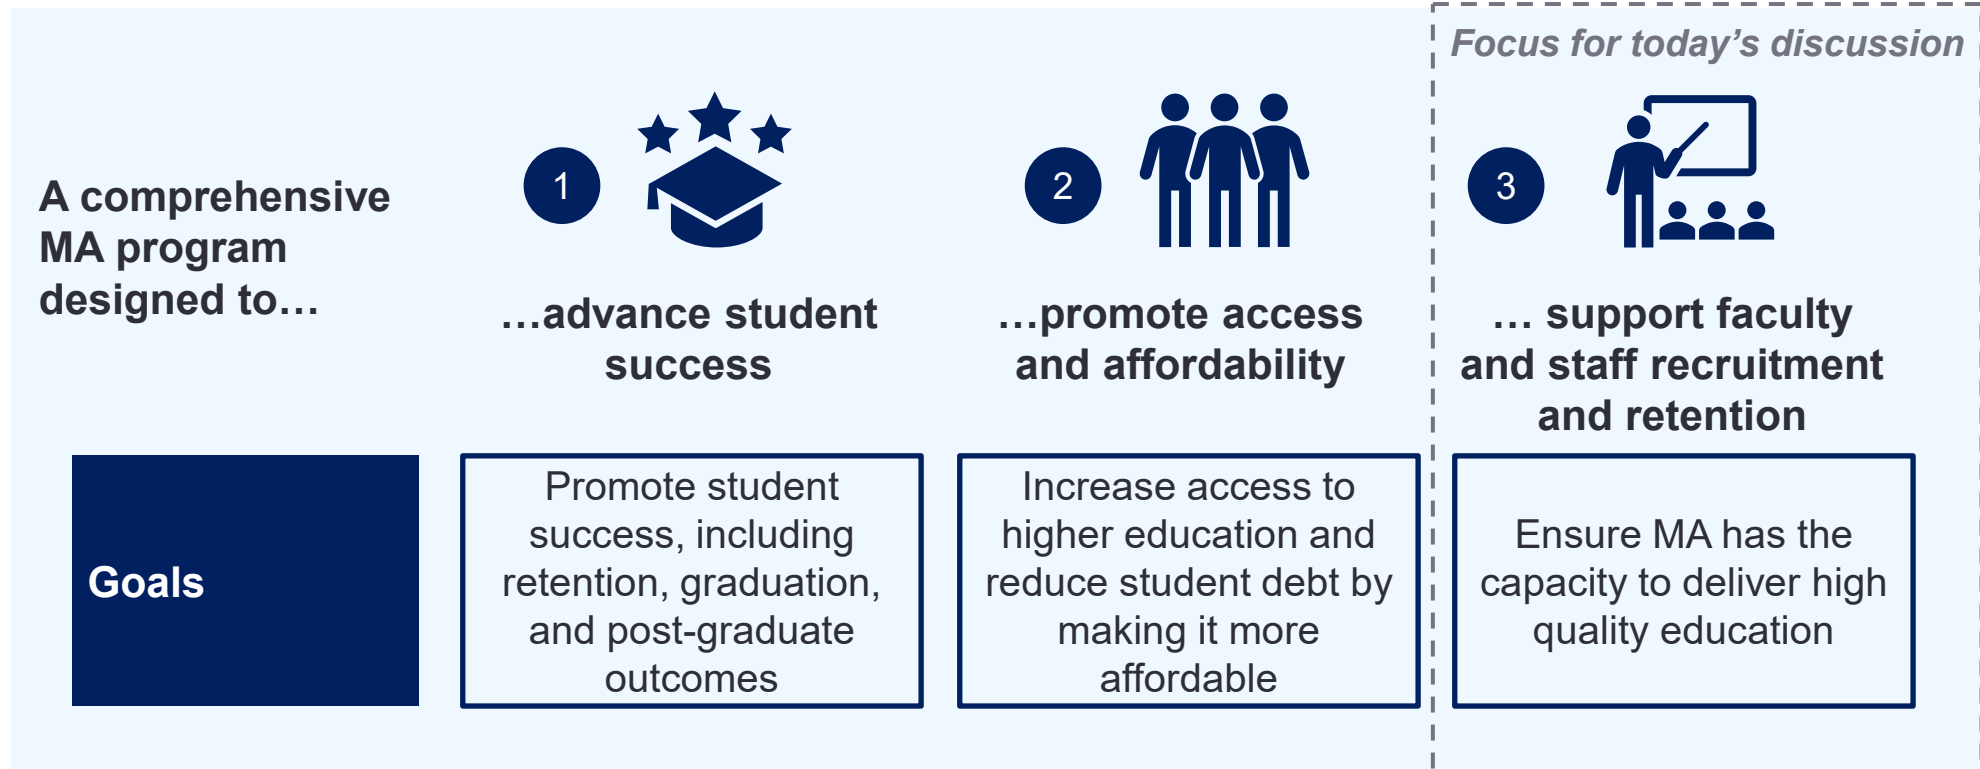 Focus for today’s discussion
A comprehensive
MA program
designed to…
1
…advance student
success
2
…promote access
and affordability
3
… support faculty
and staff recruitment
and retention
Goals
Promote student
success, including
retention, graduation,
and post-graduate
outcomes
Increase access to
higher education and
reduce student debt by
making it more
affordable
Ensure MA has the
capacity to deliver high
quality education